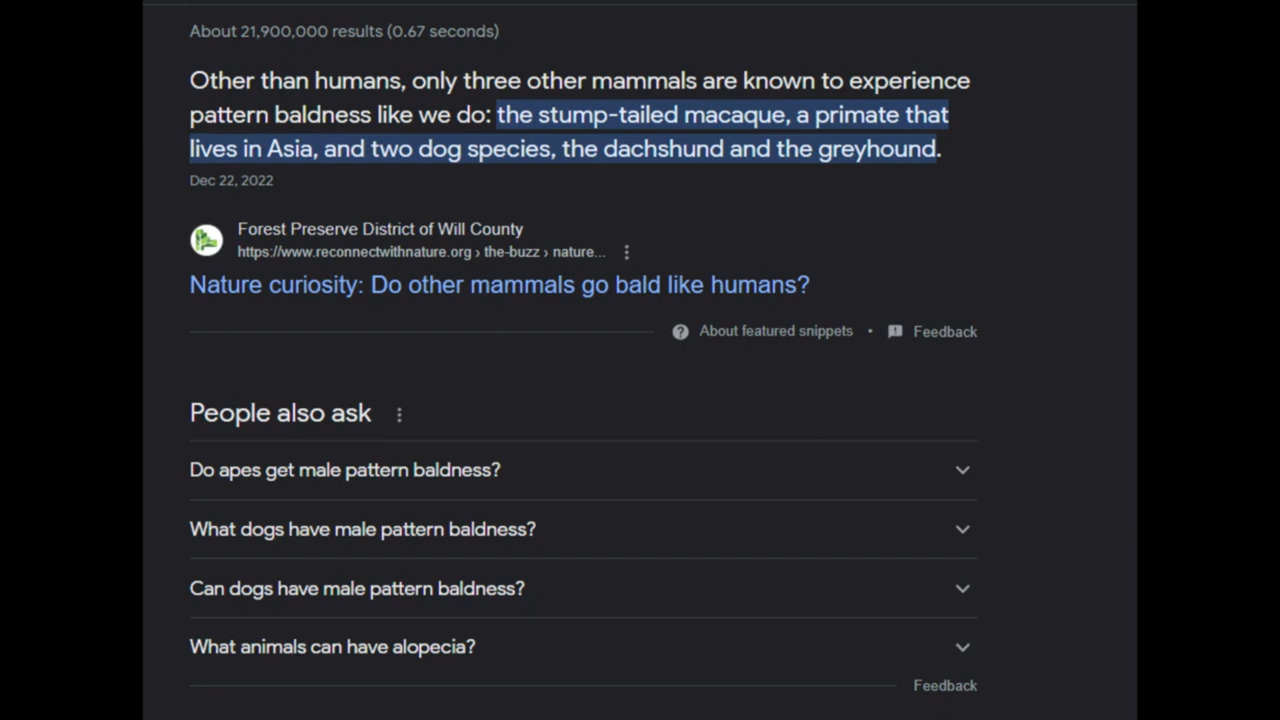 About 21,900,000 results (0.67 seconds)
Other than humans, only three other mammals are known to experience
pattern baldness like we do: the stump-tailed macaque, a primate that
lives in Asia, and two dog species, the dachshund and the greyhound.
Dec 22, 2022
Forest Preserve District of Will County
https://www.reconnectwithnature.org › the-buzz › nature...
Nature curiosity: Do other mammals go bald like humans?
About featured snippets • Feedback
People also ask
Do apes get male pattern baldness?
What dogs have male pattern baldness?
Can dogs have male pattern baldness?
What animals can have alopecia?
Feedback